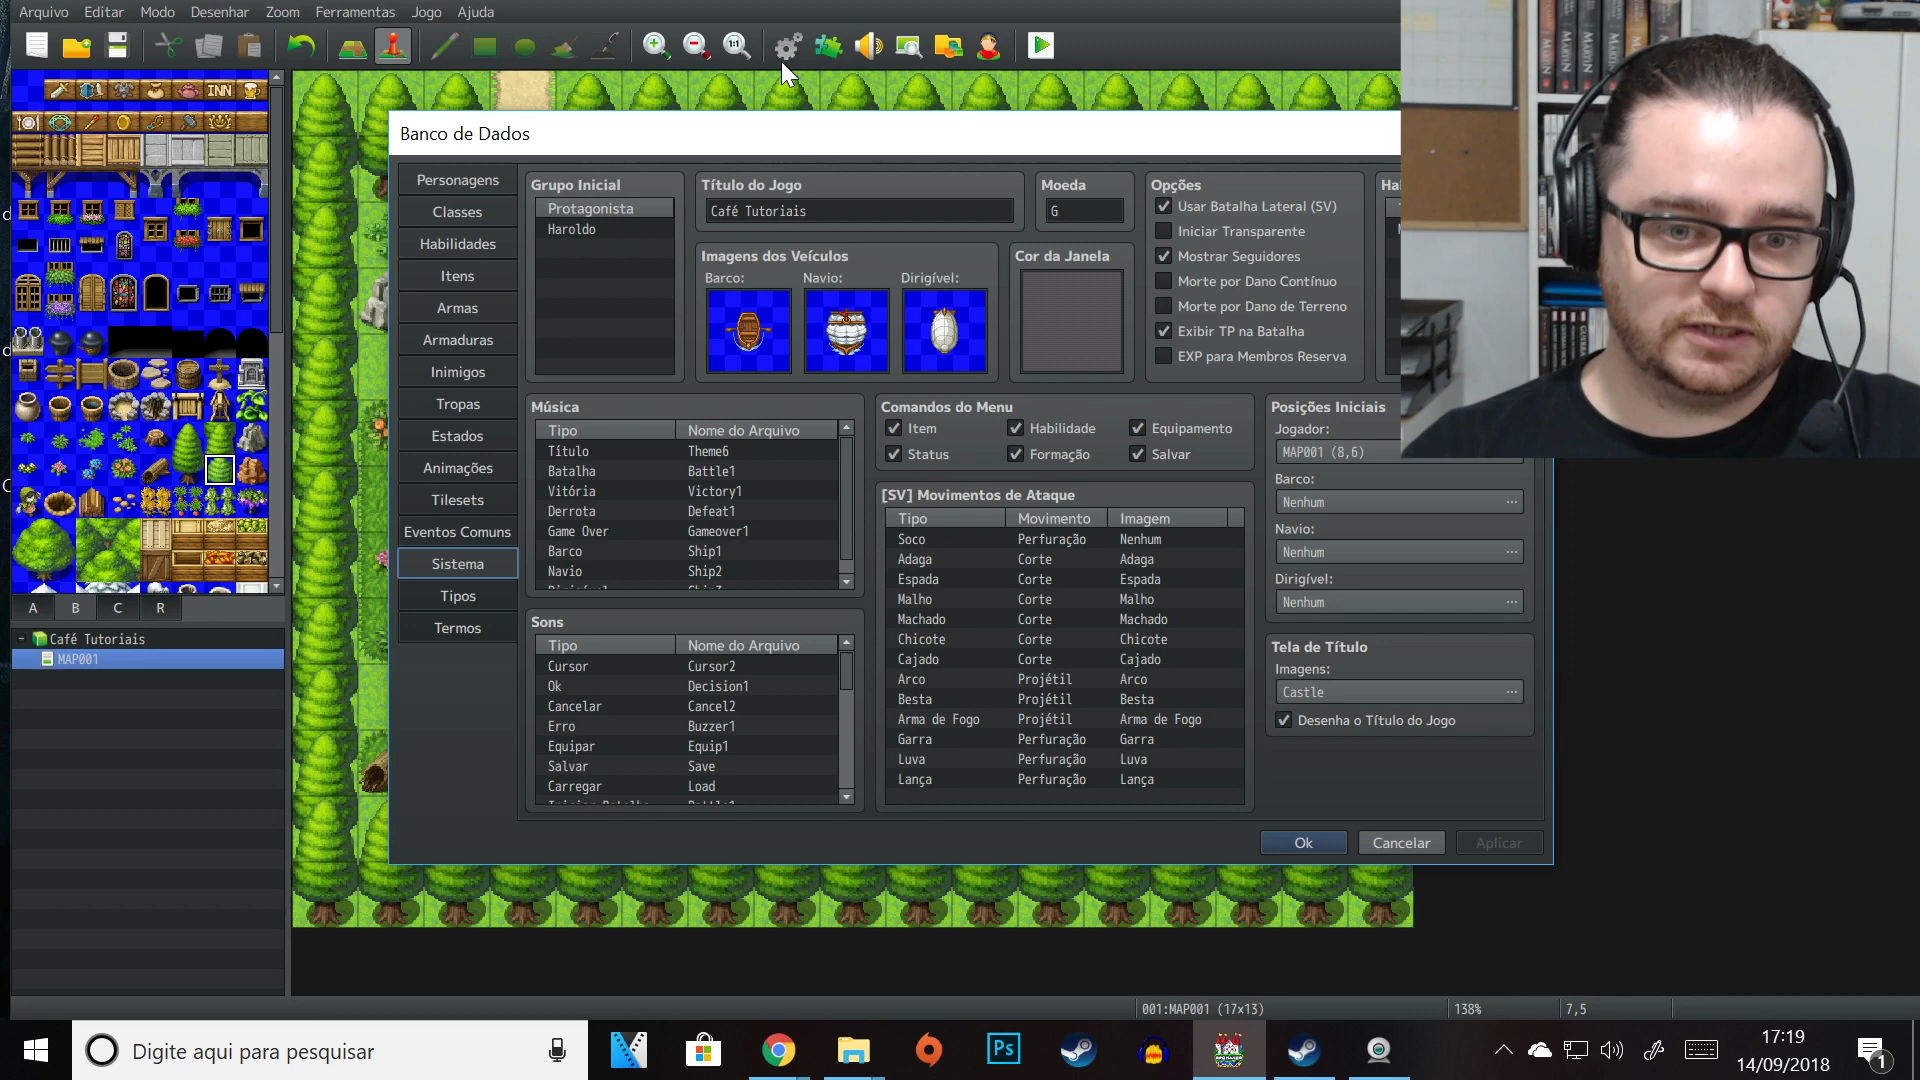 Arquivo Editar Modo Desenhar Zoom Ferramentas Jogo Ajuda
1:1
INN
Banco de Dados
Personagens
Classes
Habilidades
Itens
Armas
Armaduras
Inimigos
Tropas
Estados
Animações
Tilesets
Eventos Comuns
Sistema
Tipos
Termos
Grupo Inicial
Protagonista
Haroldo
Título do Jogo
Café Tutoriais
Moeda
G
Imagens dos Veículos
Barco: Navio: Dirigível:
Cor da Janela
Opções
Usar Batalha Lateral (SV)
Iniciar Transparente
Mostrar Seguidores
Morte por Dano Contínuo
Morte por Dano de Terreno
Exibir TP na Batalha
EXP para Membros Reserva
Música
Tipo Nome do Arquivo
Título Theme6
Batalha Battle1
Vitória Victory1
Derrota Defeat1
Game Over Gameover1
Barco Ship1
Navio Ship2
Sons
Tipo Nome do Arquivo
Cursor Cursor2
Ok Decision1
Cancelar Cancel2
Erro Buzzer1
Equipar Equip1
Salvar Save
Carregar Load
Comandos do Menu
Item Habilidade Equipamento
Status Formação Salvar
[SV] Movimentos de Ataque
Tipo Movimento Imagem
Soco Perfuração Nenhum
Adaga Corte Adaga
Espada Corte Espada
Malho Corte Malho
Machado Corte Machado
Chicote Corte Chicote
Cajado Corte Cajado
Arco Projétil Arco
Besta Projétil Besta
Arma de Fogo Projétil Arma de Fogo
Garra Perfuração Garra
Luva Perfuração Luva
Lança Perfuração Lança
Posições Iniciais
Jogador:
MAP001 (8,6)
Barco:
Nenhum ...
Navio:
Nenhum ...
Dirigível:
Nenhum ...
Tela de Título
Imagens:
Castle ...
Desenha o Título do Jogo
Ok Cancelar Aplicar
A B C R
Café Tutoriais
MAP001
001:MAP001 (17x13) 138% 7,5
Digite aqui para pesquisar
Ps
17:19
14/09/2018
1